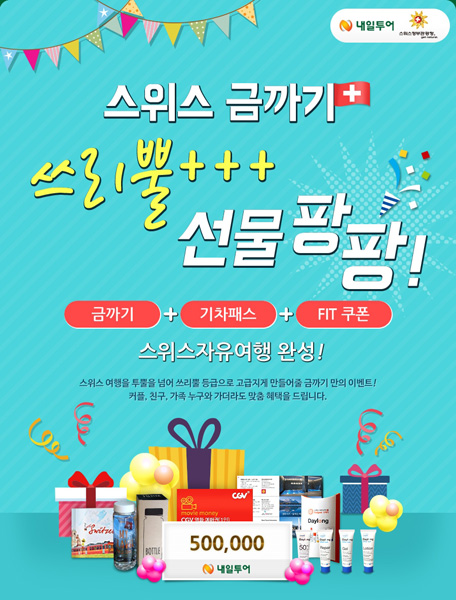 내일투어
스위스정부관광청.
스위스 금까기
쓰리뿔+++
선물 팡팡!
금까기 + 기차패스 + FIT 쿠폰
스위스자유여행 완성!
스위스 여행을 투뿔을 넘어 쓰리뿔 등급으로 고급지게 만들어줄 금까기 만의 이벤트!
커플, 친구, 가족 누구와 가더라도 맞춤 혜택을 드립니다.
CGV
movie money
BOTTLE
Daylong
500,000
내일투어